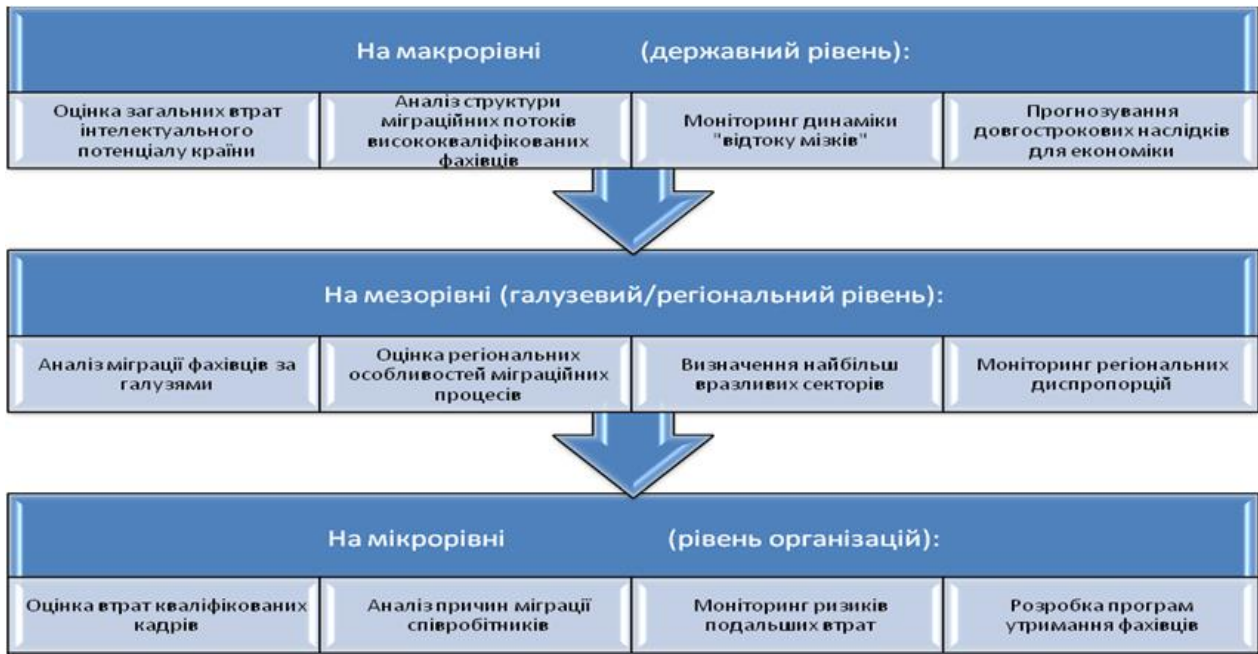 На макрорівні (державний рівень):
Оцінка загальних втрат
інтелектуального
потенціалу країни
Аналіз структури
міграційних потоків
висококваліфікованих
фахівців
Моніторинг динаміки
"відтоку мізків"
Прогнозування
довгострокових наслідків
для економіки
На мезорівні (галузевий/регіональний рівень):
Аналіз міграції фахівців за
галузями
Оцінка регіональних
особливостей міграційних
процесів
Визначення найбільш
вразливих секторів
Моніторинг регіональних
диспропорцій
На мікрорівні (рівень організацій):
Оцінка втрат кваліфікованих
кадрів
Аналіз причин міграції
співробітників
Моніторинг ризиків
подальших втрат
Розробка програм
утримання фахівців